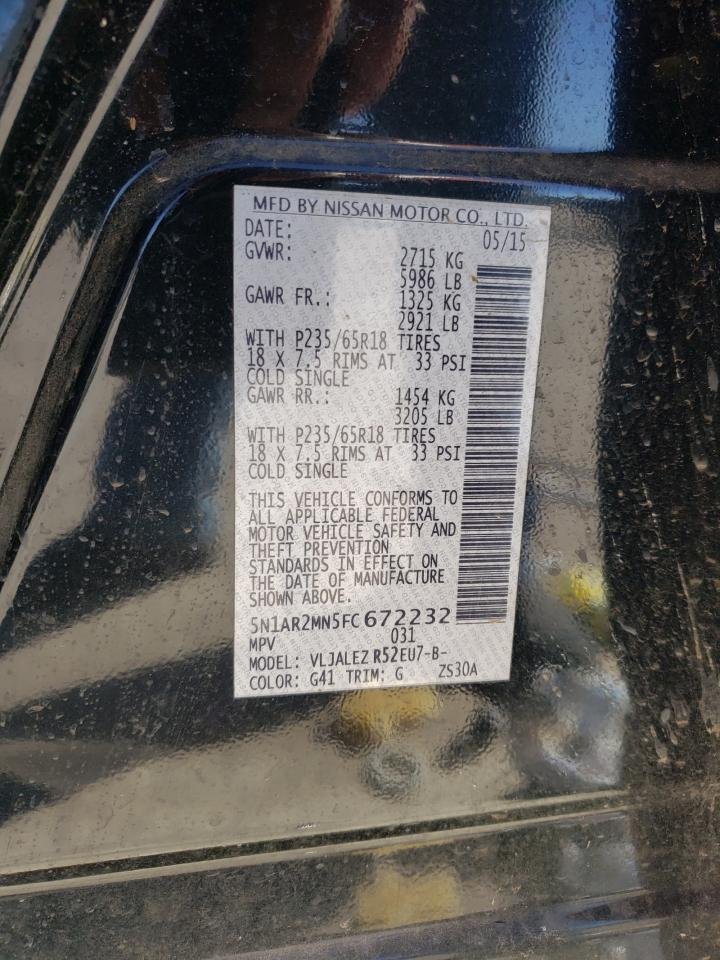 MFD BY NISSAN MOTOR CO., LTD.
DATE: 05/15
GVWR: 2715 KG
5986 LB
GAWR FR.: 1325 KG
2921 LB
WITH P235/65R18 TIRES
18 X 7.5 RIMS AT 33 PSI
COLD SINGLE
GAWR RR.: 1454 KG
3205 LB
WITH P235/65R18 TIRES
18 X 7.5 RIMS AT 33 PSI
COLD SINGLE
THIS VEHICLE CONFORMS TO
ALL APPLICABLE FEDERAL
MOTOR VEHICLE SAFETY AND
THEFT PREVENTION
STANDARDS IN EFFECT ON
THE DATE OF MANUFACTURE
SHOWN ABOVE.
5N1AR2MN5FC672232
MPV 031
MODEL: VLJALEZ R52EU7-B-
COLOR: G41 TRIM: G ZS30A